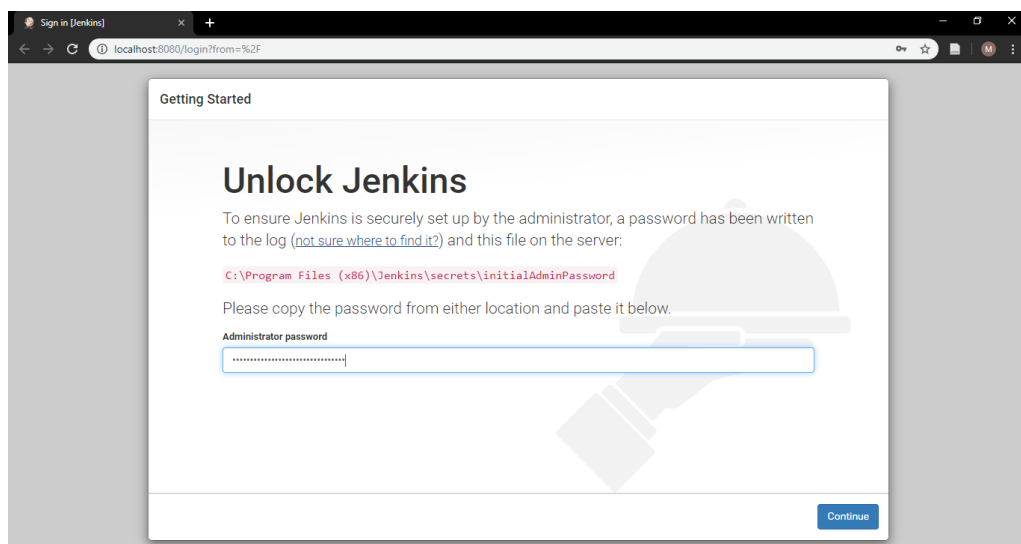 Sign in [Jenkins]
localhost:8080/login?from=%2F
M
Getting Started
Unlock Jenkins
To ensure Jenkins is securely set up by the administrator, a password has been written
to the log (not sure where to find it?) and this file on the server:
C:\Program Files (x86)\Jenkins\secrets\initialAdminPassword
Please copy the password from either location and paste it below.
Administrator password
Continue